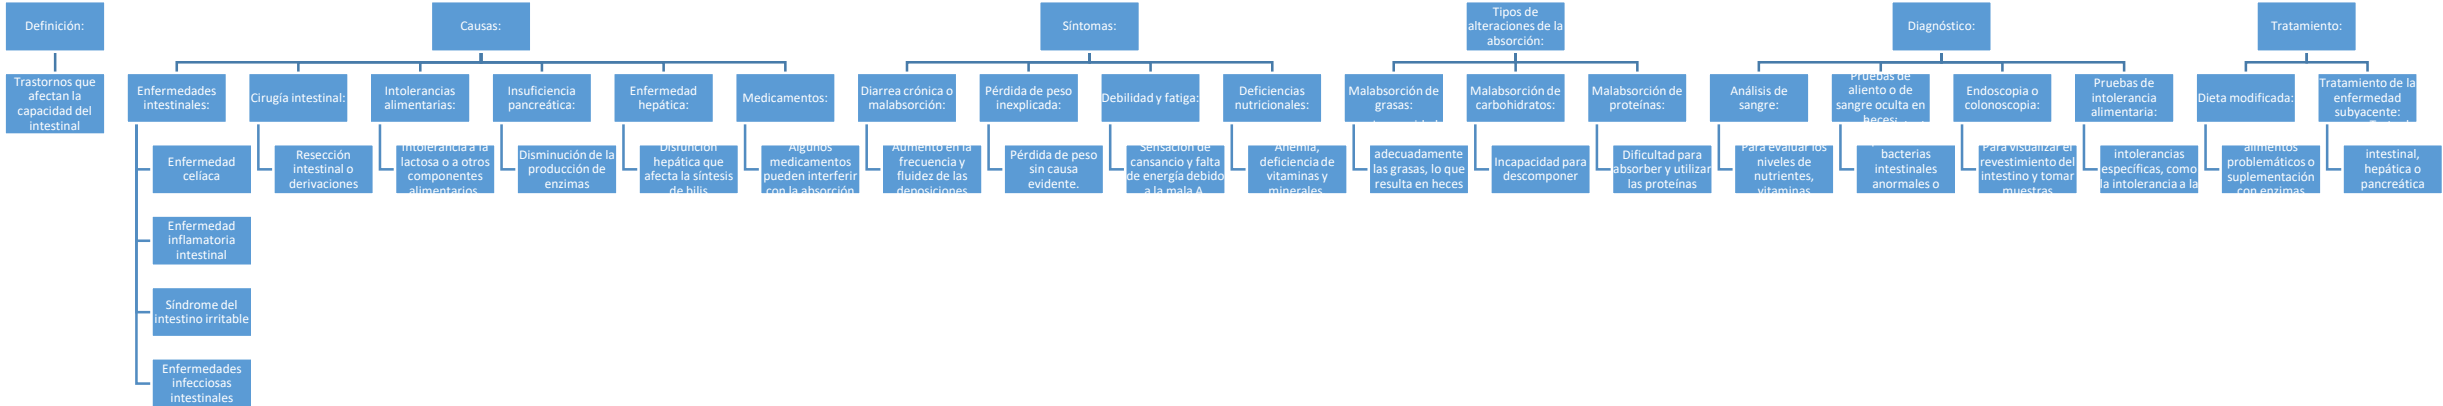 Definición:
Trastornos que
afectan la
capacidad del
intestinal
Causas:
Enfermedades
intestinales:
Enfermedad
celíaca
Enfermedad
inflamatoria
intestinal
Síndrome del
intestino irritable
Enfermedades
infecciosas
intestinales
Cirugía intestinal:
Resección
intestinal o
derivaciones
Intolerancias
alimentarias:
Intolerancia a la
lactosa o a otros
componentes
alimentarios
Insuficiencia
pancreática:
Disminución de la
producción de
enzimas
Enfermedad
hepática:
Disfunción
hepática que
afecta la síntesis
de bilis
Medicamentos:
Algunos
medicamentos
pueden interferir
con la absorción
Síntomas:
Diarrea crónica o
malabsorción:
Aumento en la
frecuencia y
fluidez de las
deposiciones
Pérdida de peso
inexplicada:
Pérdida de peso
sin causa
evidente.
Debilidad y fatiga:
Sensación de
cansancio y falta
de energía debido
a la mala A
Deficiencias
nutricionales:
Anemia,
deficiencia de
vitaminas y
minerales
Tipos de
alteraciones de la
absorción:
Malabsorción de
grasas:
adecuadamente
las grasas, lo que
resulta en heces
Malabsorción de
carbohidratos:
Incapacidad para
descomponer
Malabsorción de
proteínas:
Dificultad para
absorber y utilizar
las proteínas
Diagnóstico:
Análisis de
sangre:
Para evaluar los
niveles de
nutrientes,
vitaminas
Pruebas de
aliento o de
sangre oculta en
heces:
bacterias
intestinales
anormales o
Endoscopia o
colonoscopia:
Para visualizar el
revestimiento del
intestino y tomar
muestras
Pruebas de
intolerancia
alimentaria:
intolerancias
específicas, como
la intolerancia a la
Tratamiento:
Dieta modificada:
alimentos
problemáticos o
suplementación
con enzimas
Tratamiento de la
enfermedad
subyacente:
intestinal,
hepática o
pancreática